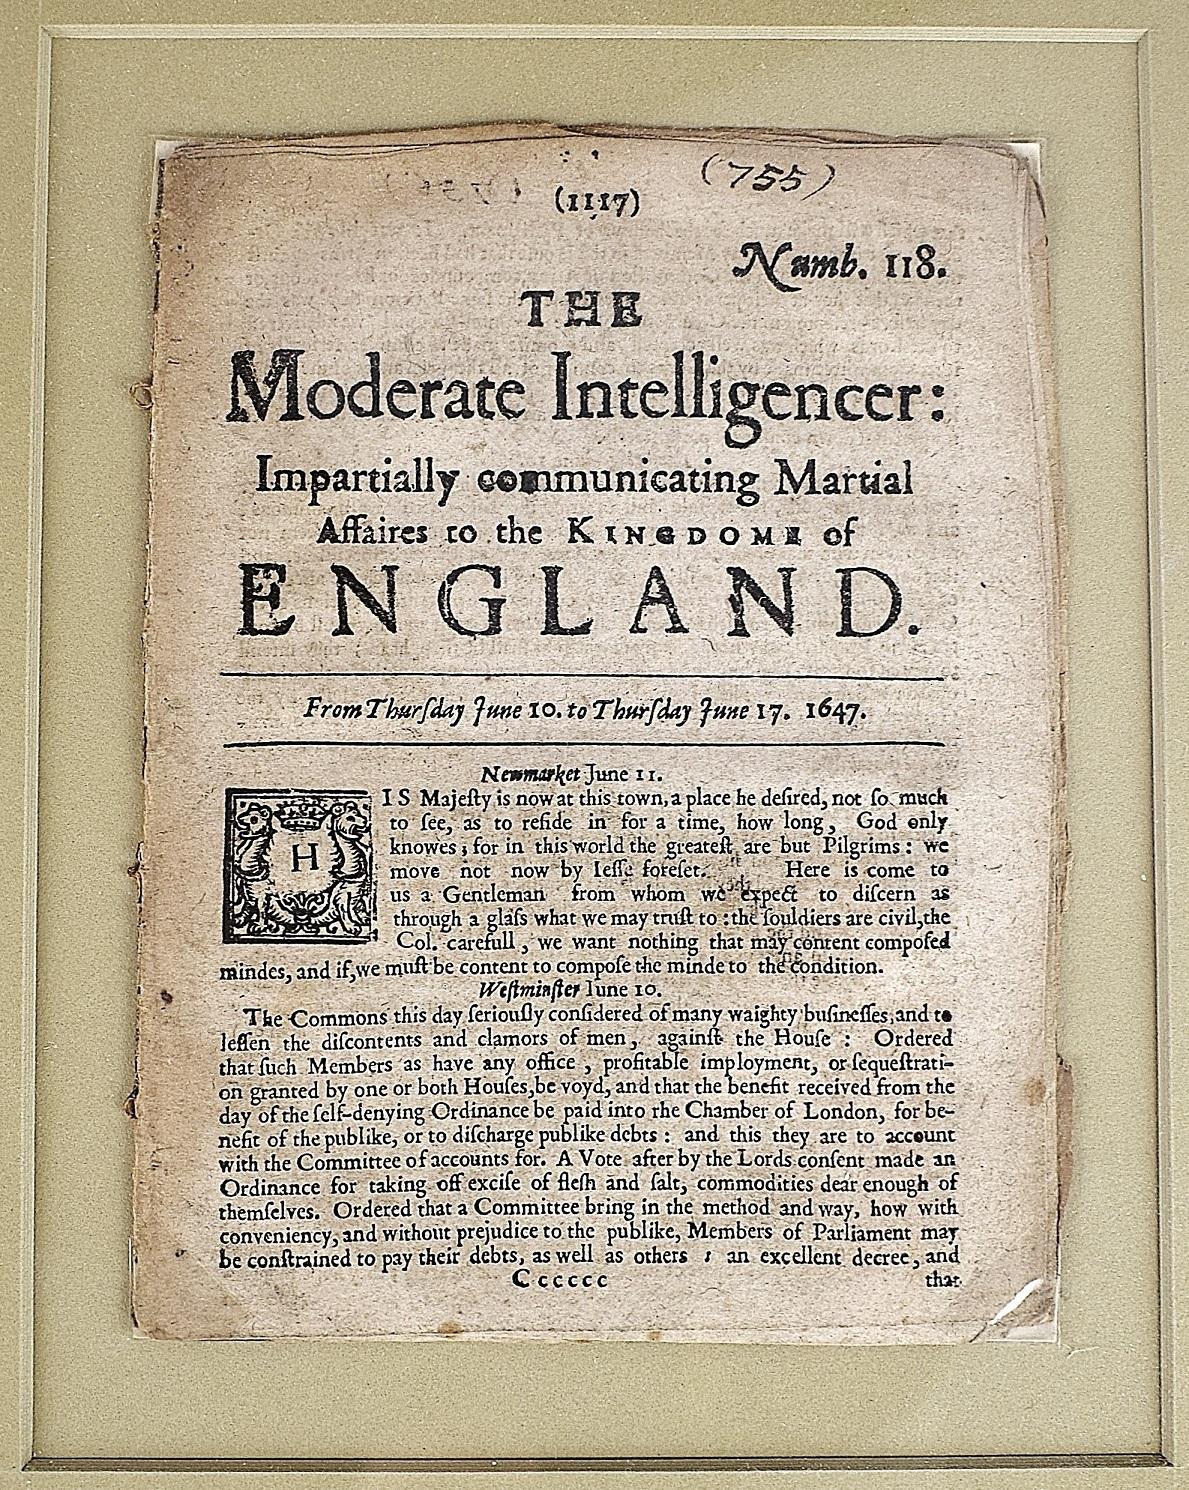 (755)
(1117)
Numb. 118.
THE
Moderate Intelligencer:
Impartially communicating Martial
Affaires to the KINGDOME of
ENGLAND.
From Thurſday June 10. to Thurſday June 17. 1647.
Newmarket June 11.
HIS Majeſty is now at this town, a place he deſired, not ſo much
to ſee, as to reſide in for a time, how long, God only
knowes; for in this world the greateſt are but Pilgrims: we
move not now by Ieſſe foreſet. Here is come to
us a Gentleman from whom we expect to diſcern as
through a glaſs what we may truſt to: the ſouldiers are civil, the
Col. carefull, we want nothing that may content compoſed
mindes, and if, we muſt be content to compoſe the minde to the condition.
Weſtminſter Iune 10.
The Commons this day ſeriouſly conſidered of many waighty buſineſſes, and to
leſſen the diſcontents and clamors of men, againſt the Houſe: Ordered
that ſuch Members as have any office, profitable imployment, or ſequeſtrati-
on granted by one or both Houſes, be voyd, and that the benefit received from the
day of the ſelf-denying Ordinance be paid into rhe Chamber of London, for be-
nefit of the publike, or to diſcharge publike debts: and this they are to account
with the Committee of accounts for. A Vote after by the Lords conſent made an
Ordinance for taking off exciſe of fleſh and ſalt, commodities dear enough of
themſelves. Ordered that a Committee bring in the method and way, how with
conveniency, and without prejudice to the publike, Members of Parliament may
be conſtrained to pay their debts, as well as others: an excellent decree, and
Cccccc that